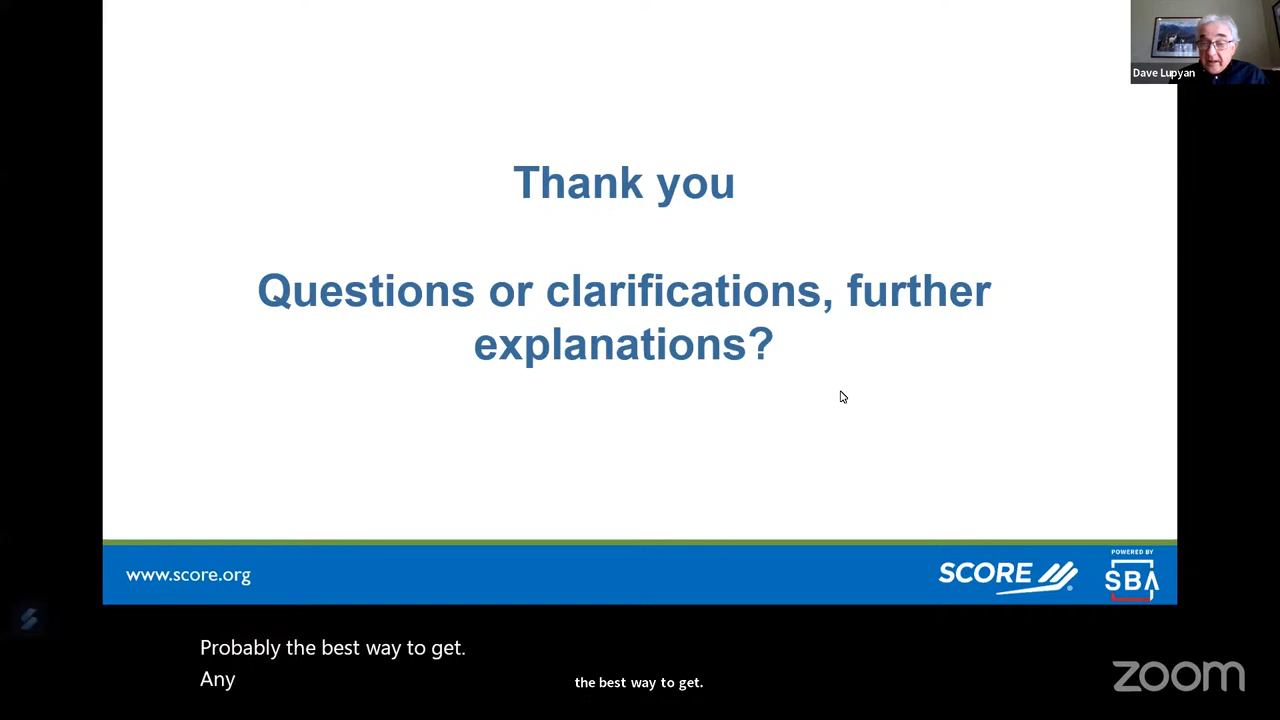 Dave Lupyan
Thank you
Questions or clarifications, further
explanations?
www.score.org
SCORE
POWERED BY
SBA
Probably the best way to get.
Any
the best way to get.
zoom